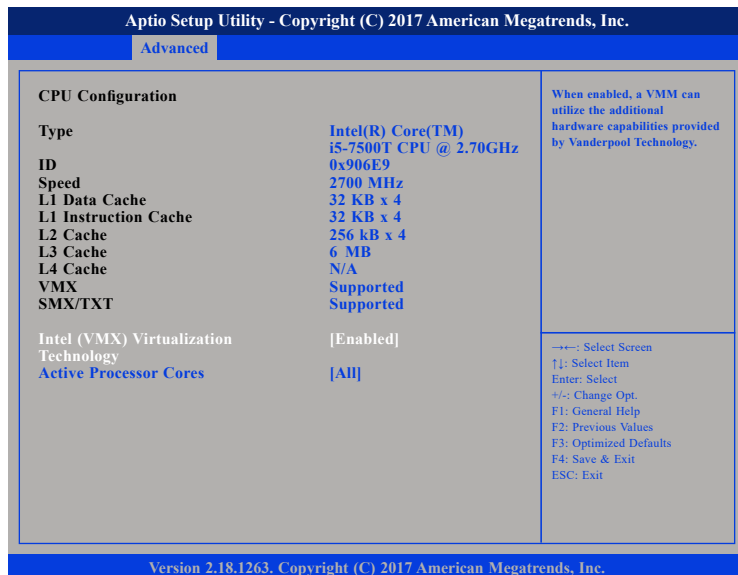 Aptio Setup Utility - Copyright (C) 2017 American Megatrends, Inc.
Advanced
CPU Configuration
Type Intel(R) Core(TM)
i5-7500T CPU @ 2.70GHz
ID 0x906E9
Speed 2700 MHz
L1 Data Cache 32 KB x 4
L1 Instruction Cache 32 KB x 4
L2 Cache 256 kB x 4
L3 Cache 6 MB
L4 Cache N/A
VMX Supported
SMX/TXT Supported
Intel (VMX) Virtualization [Enabled]
Technology
Active Processor Cores [All]
When enabled, a VMM can
utilize the additional
hardware capabilities provided
by Vanderpool Technology.
→←: Select Screen
↑↓: Select Item
Enter: Select
+/-: Change Opt.
F1: General Help
F2: Previous Values
F3: Optimized Defaults
F4: Save & Exit
ESC: Exit
Version 2.18.1263. Copyright (C) 2017 American Megatrends, Inc.